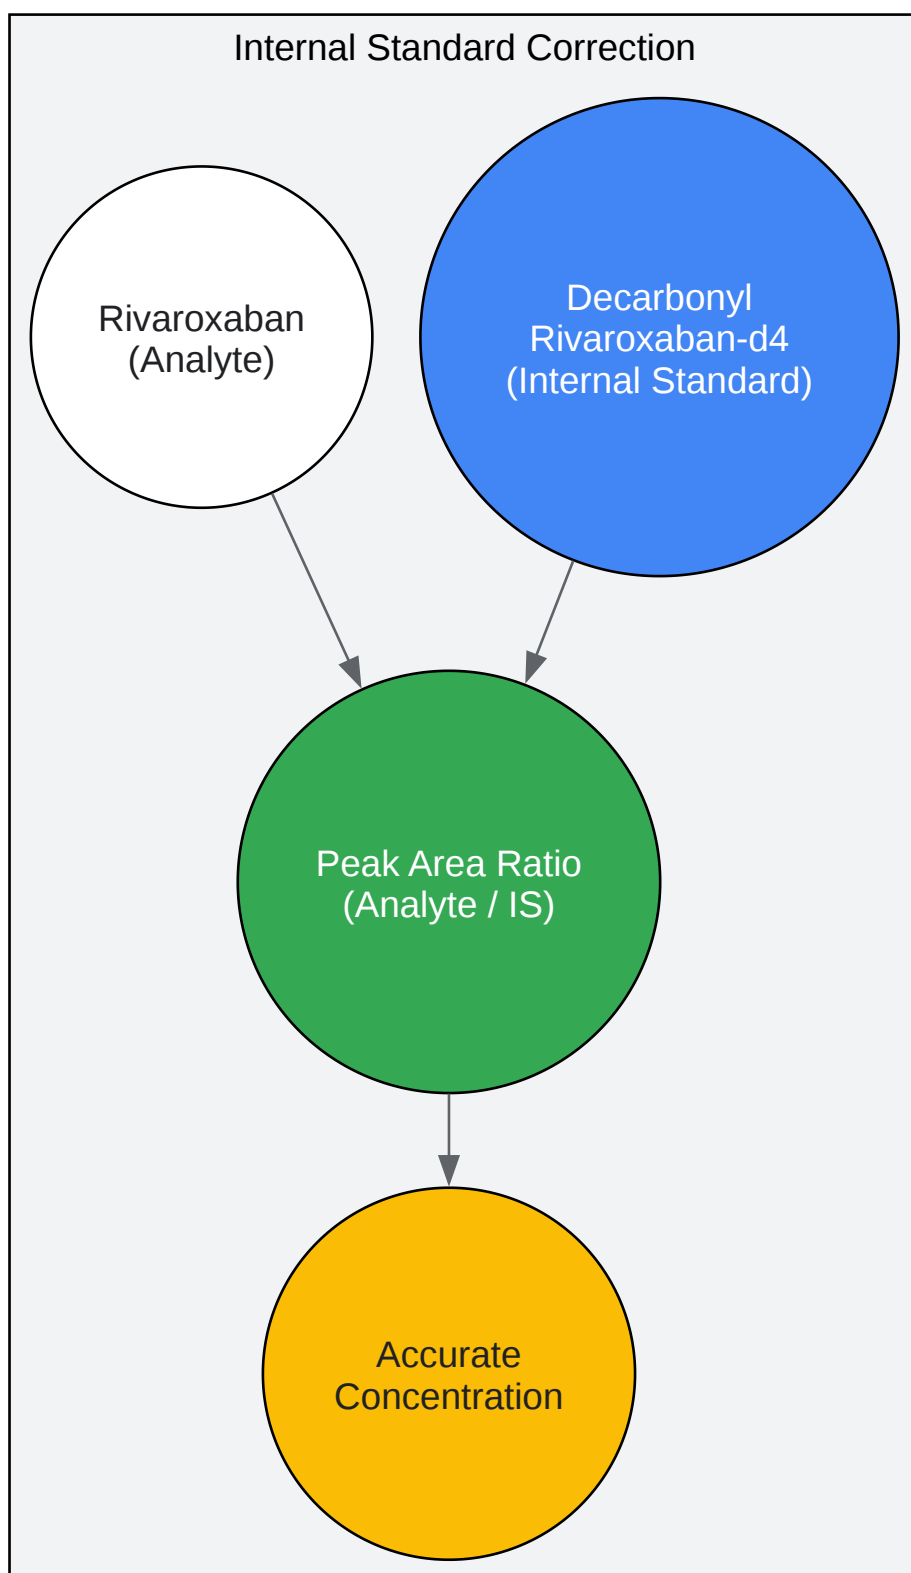 Internal Standard Correction
Rivaroxaban
(Analyte)
Decarbonyl
Rivaroxaban-d4
(Internal Standard)
Peak Area Ratio
(Analyte / IS)
Accurate
Concentration